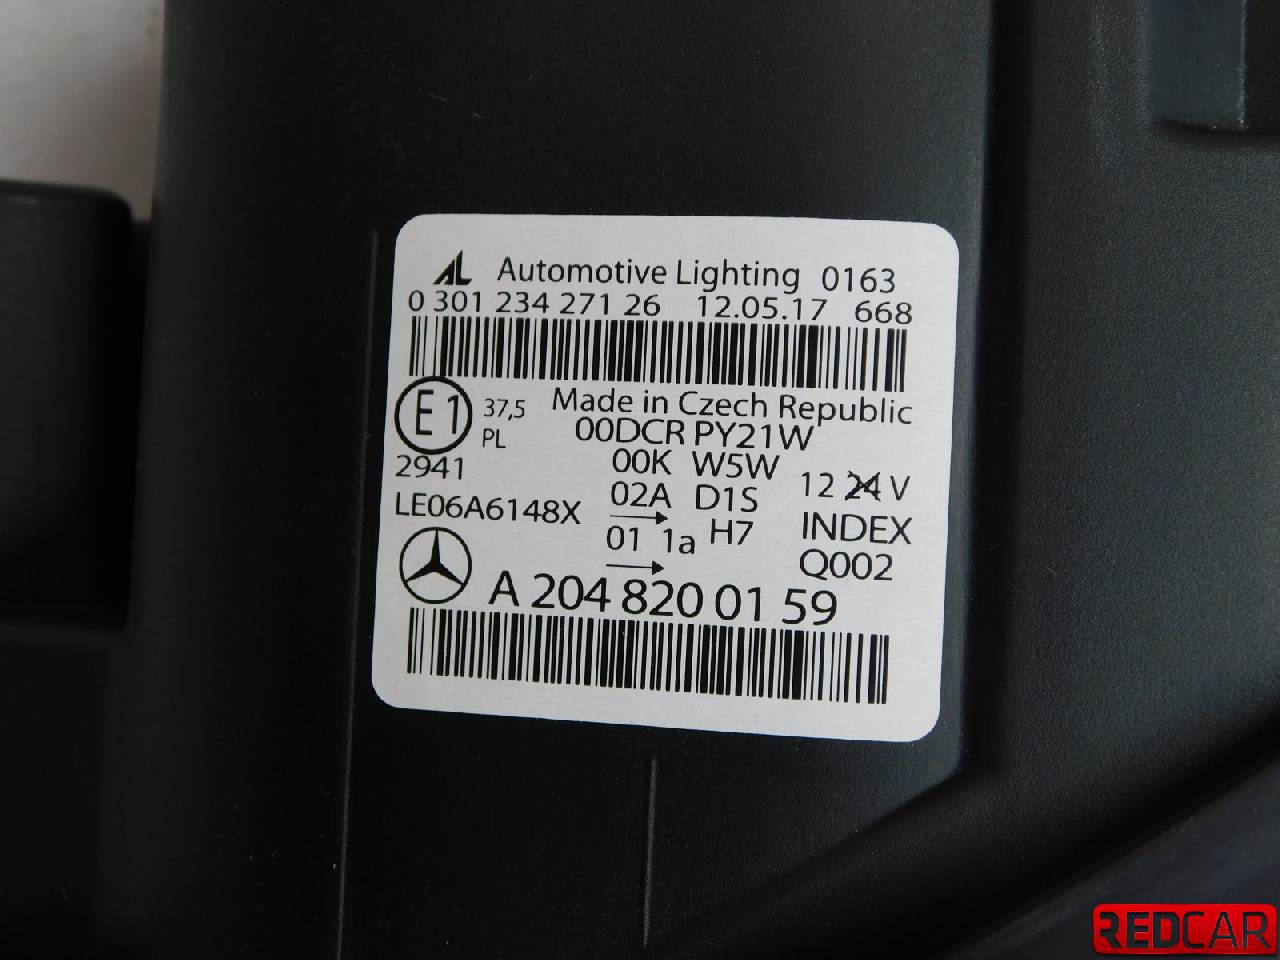 AL Automotive Lighting 0163
0 301 234 271 26 12.05.17 668
E1 37,5 Made in Czech Republic
PL 00DCR PY21W
2941 00K W5W 12 24 V
LE06A6148X 02A D1S INDEX
01 1a H7 Q002
A 204 820 01 59
REDCAR